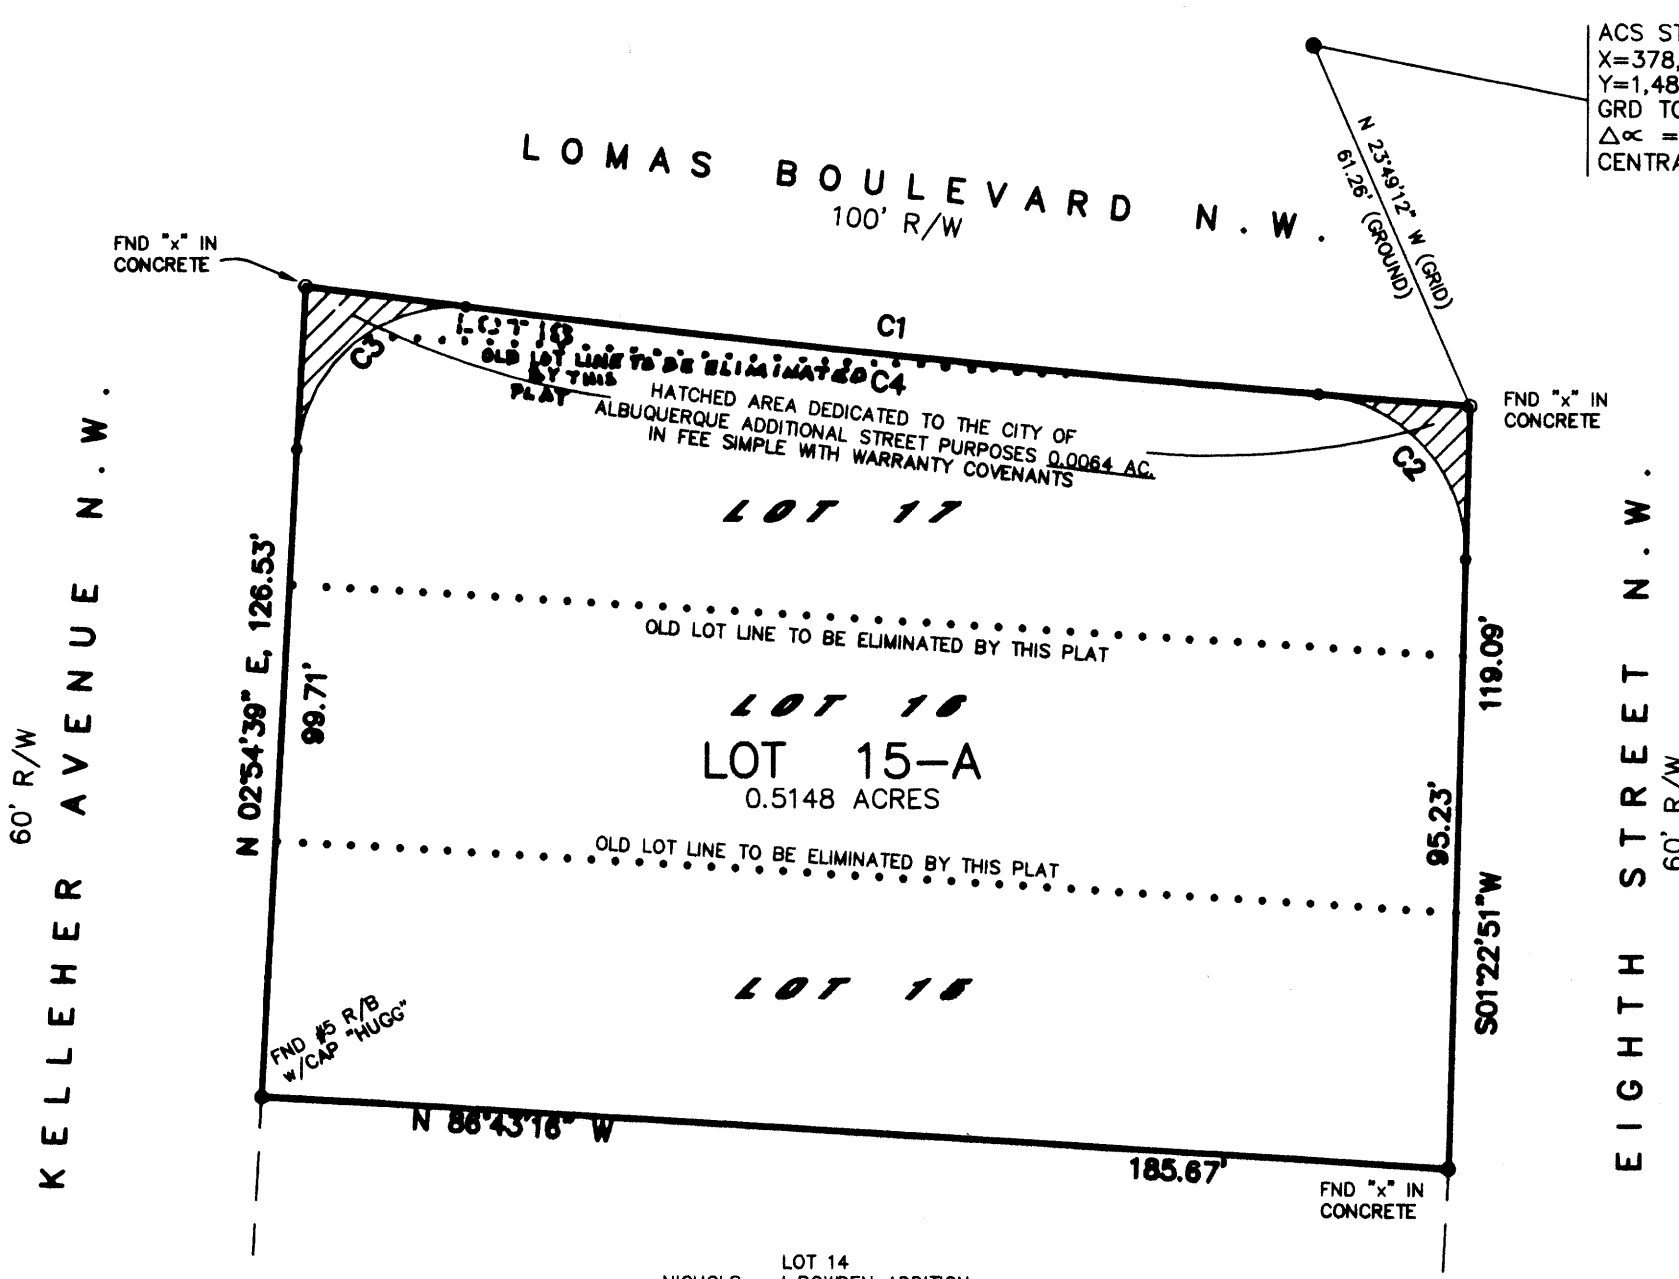 ACS
X=378,
Y=1,48
GRD
Δ∝ =
LOMAS BOULEVARD N.W.
100' R/W
N 23°49'12" W (GRID)
61.26' (GROUND)
FND "x" IN
CONCRETE
C1
LOT 18
OLD LOT LINE TO BE ELIMINATED
BY THIS
PLAT
C3
C4
HATCHED AREA DEDICATED TO THE CITY OF
ALBUQUERQUE ADDITIONAL STREET PURPOSES 0.0064 AC.
IN FEE SIMPLE WITH WARRANTY COVENANTS
FND "x" IN
CONCRETE
C2
LOT 17
KELLEHER AVENUE N.W.
60' R/W
N 02°54'39" E, 126.53'
99.71'
OLD LOT LINE TO BE ELIMINATED BY THIS PLAT
LOT 16
LOT 15-A
0.5148 ACRES
OLD LOT LINE TO BE ELIMINATED BY THIS PLAT
LOT 15
119.09'
95.23'
S01°22'51"W
EIGHTH STREET N.W.
60' R/W
FND #5 R/B
w/CAP "HUGG"
N 86°43'16" W
185.67'
FND "x" IN
CONCRETE
LOT 14
ADDITION